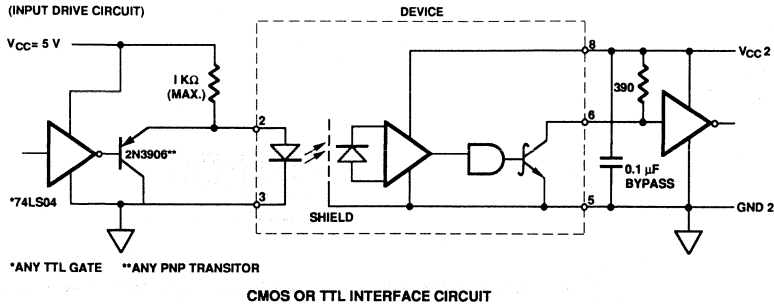 (INPUT DRIVE CIRCUIT)
DEVICE
VCC = 5 V
8
VCC 2
1 KΩ
(MAX.)
390
2
6
2N3906**
0.1 µF
BYPASS
*74LS04
3
5
GND 2
SHIELD
*ANY TTL GATE **ANY PNP TRANSITOR
CMOS OR TTL INTERFACE CIRCUIT